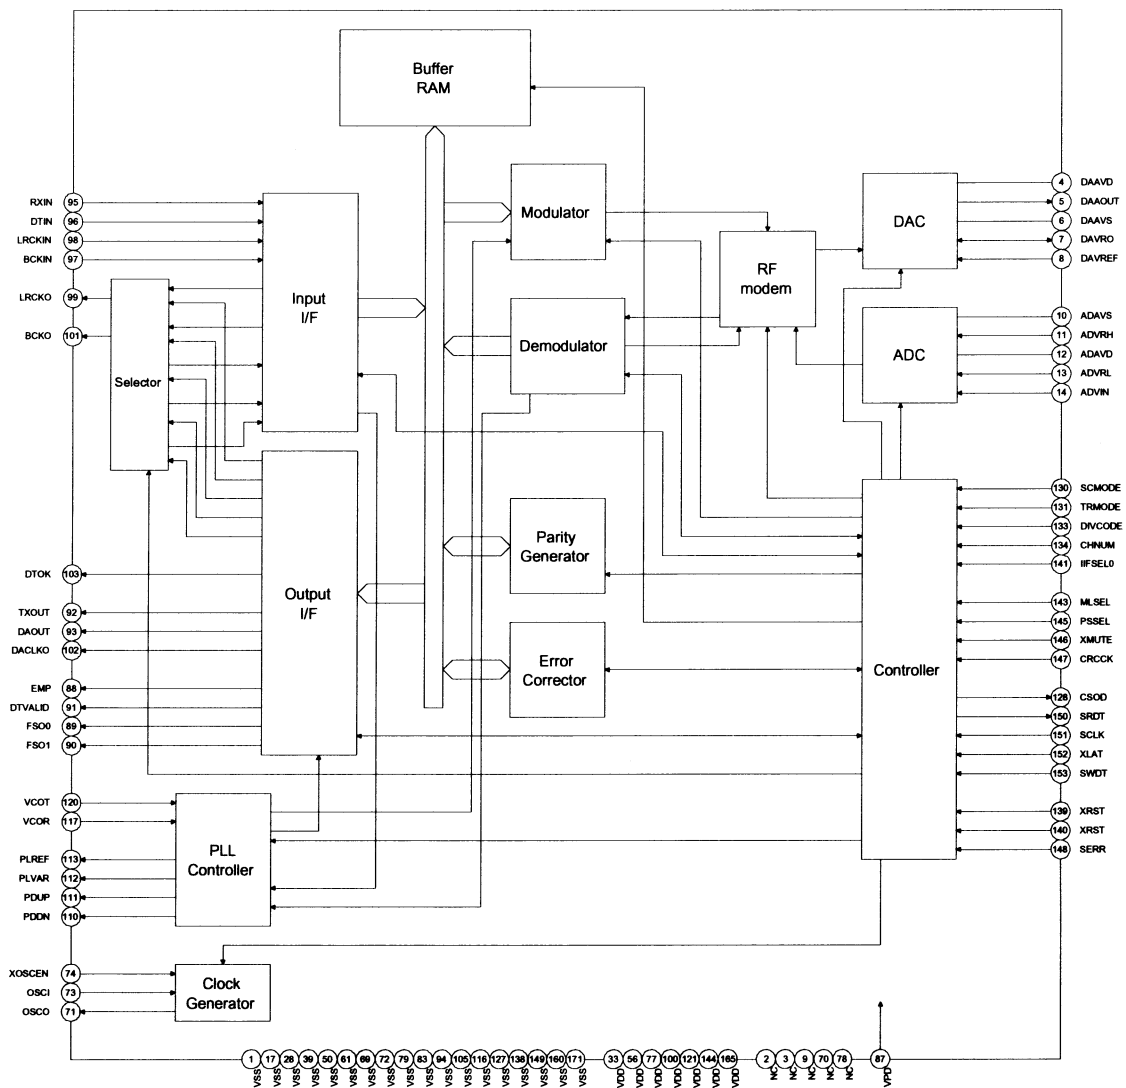 Buffer
RAM
Modulator
Demodulator
RF
modem
DAC
ADC
Input
I/F
Selector
Output
I/F
Parity
Generator
Error
Corrector
Controller
PLL
Controller
Clock
Generator
RXIN 95
DTIN 96
LRCKIN 98
BCKIN 97
LRCKO 99
BCKO 101
DTOK 103
TXOUT 92
DAOUT 93
DACLKO 102
EMP 88
DTVALID 91
FSO0 89
FSO1 90
VCOT 120
VCOR 117
PLREF 113
PLVAR 112
PDUP 111
PDDN 110
XOSCEN 74
OSCI 73
OSCO 71
4 DAAVD
5 DAAOUT
6 DAAVS
7 DAVRO
8 DAVREF
10 ADAVS
11 ADVRH
12 ADAVD
13 ADVRL
14 ADVIN
130 SCMODE
131 TRMODE
133 DIVCODE
134 CHNUM
141 IIFSEL0
143 MLSEL
145 PSSEL
146 XMUTE
147 CRCCK
128 CSOD
150 SRDT
151 SCLK
152 XLAT
153 SWDT
139 XRST
140 XRST
148 SERR
1 VSS
17 VSS
28 VSS
39 VSS
50 VSS
61 VSS
69 VSS
72 VSS
79 VSS
83 VSS
94 VSS
105 VSS
116 VSS
127 VSS
138 VSS
149 VSS
160 VSS
171 VSS
33 VDD
56 VDD
77 VDD
100 VDD
121 VDD
144 VDD
165 VDD
2 NC
3 NC
9 NC
70 NC
78 NC
87 VPD